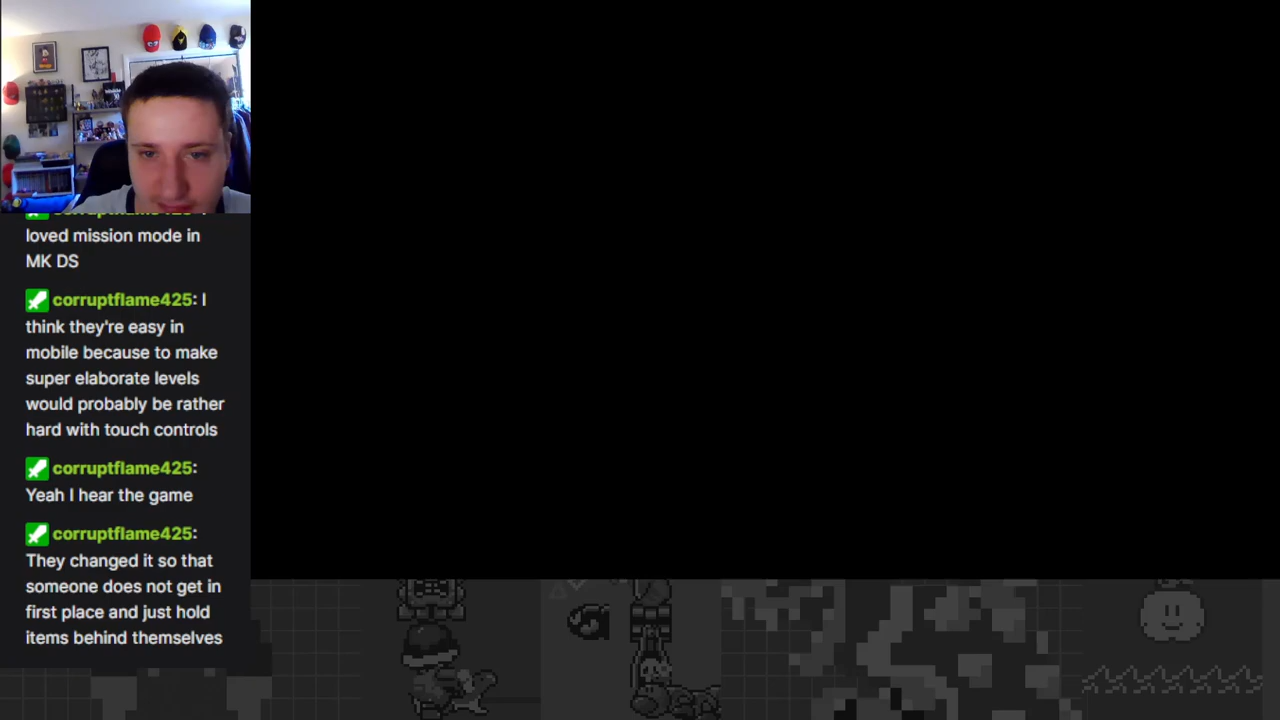 corruptflame425: I
loved mission mode in
MK DS
corruptflame425: I
think they're easy in
mobile because to make
super elaborate levels
would probably be rather
hard with touch controls
corruptflame425:
Yeah I hear the game
corruptflame425:
They changed it so that
someone does not get in
first place and just hold
items behind themselves